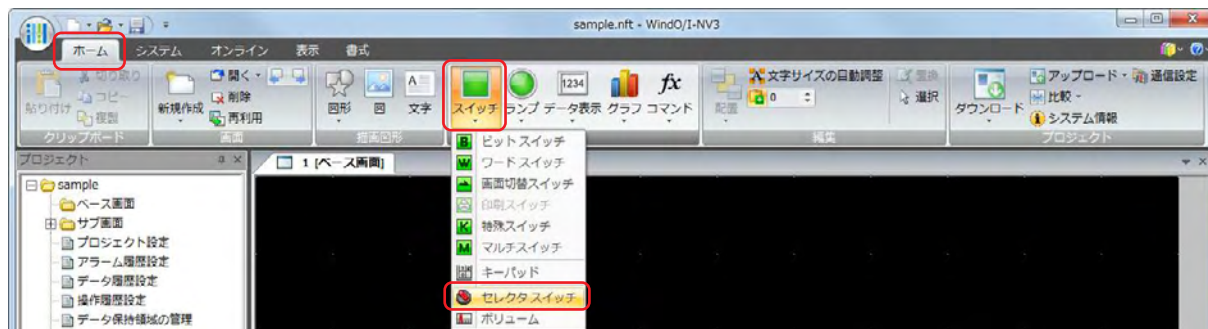 sample.nft - WindO/I-NV3
ホーム システム オンライン 表示 書式
貼り付け 切り取り コピー 複製
クリップボード
新規作成 開く 削除 再利用
画面
図形 図 文字
描画図形
スイッチ ランプ データ表示 グラフ コマンド
配置 文字サイズの自動調整 0 置換 選択
編集
ダウンロード アップロード 比較 システム情報 通信設定
プロジェクト
プロジェクト
1 [ベース画面]
sample
ベース画面
サブ画面
プロジェクト設定
アラーム履歴設定
データ履歴設定
操作履歴設定
データ保持領域の管理
ビットスイッチ
ワードスイッチ
画面切替スイッチ
印刷スイッチ
特殊スイッチ
マルチスイッチ
キーパッド
セレクタスイッチ
ボリューム